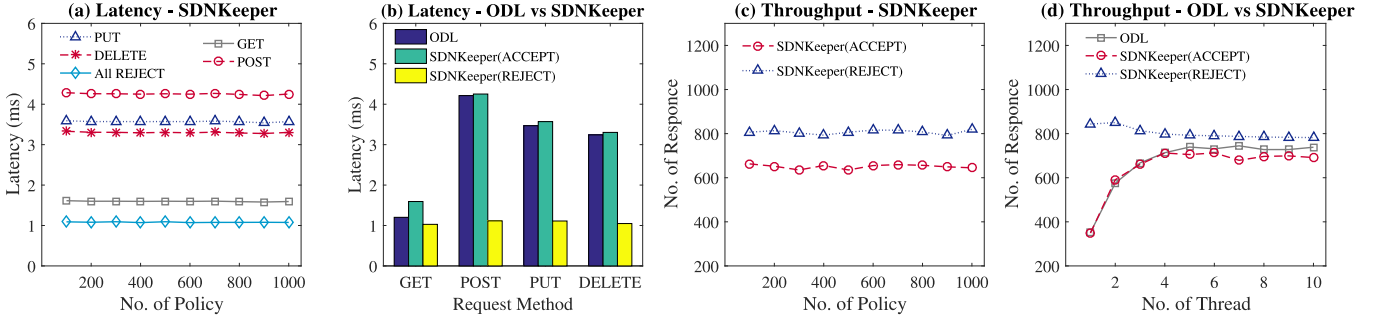 (a) Latency - SDNKeeper
6
5
4
3
2
1
0
Latency (ms)
PUT
DELETE
All REJECT
GET
POST
200
400
600
800
1000
No. of Policy
(b) Latency - ODL vs SDNKeeper
6
5
4
3
2
1
0
Latency (ms)
ODL
SDNKeeper(ACCEPT)
SDNKeeper(REJECT)
GET
POST
PUT
DELETE
Request Method
(c) Throughput - SDNKeeper
1200
1000
800
600
400
200
No. of Responce
SDNKeeper(ACCEPT)
SDNKeeper(REJECT)
200
400
600
800
1000
No. of Policy
(d) Throughput - ODL vs SDNKeeper
1200
1000
800
600
400
200
No. of Responce
ODL
SDNKeeper(ACCEPT)
SDNKeeper(REJECT)
2
4
6
8
10
No. of Thread